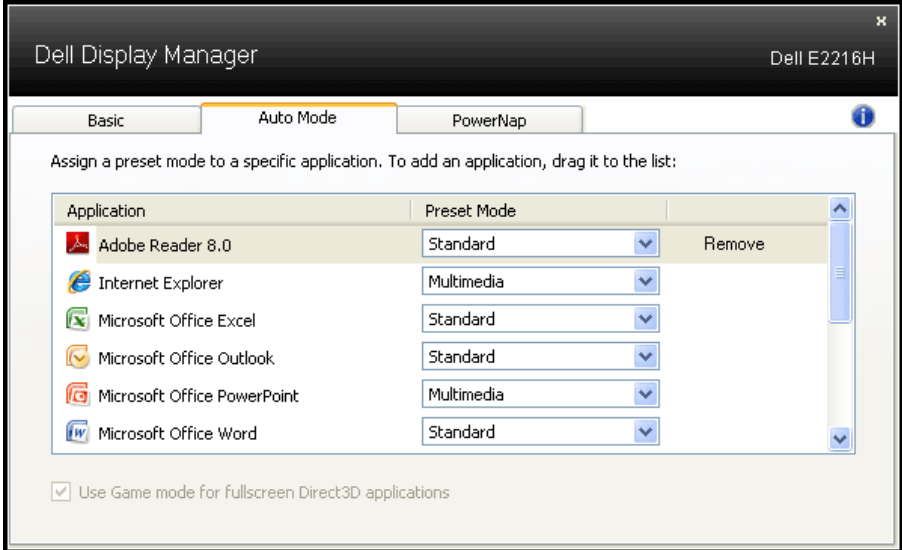 Dell Display Manager
Dell E2216H
Basic Auto Mode PowerNap
Assign a preset mode to a specific application. To add an application, drag it to the list:
Application Preset Mode
Adobe Reader 8.0 Standard Remove
Internet Explorer Multimedia
Microsoft Office Excel Standard
Microsoft Office Outlook Standard
Microsoft Office PowerPoint Multimedia
Microsoft Office Word Standard
Use Game mode for fullscreen Direct3D applications